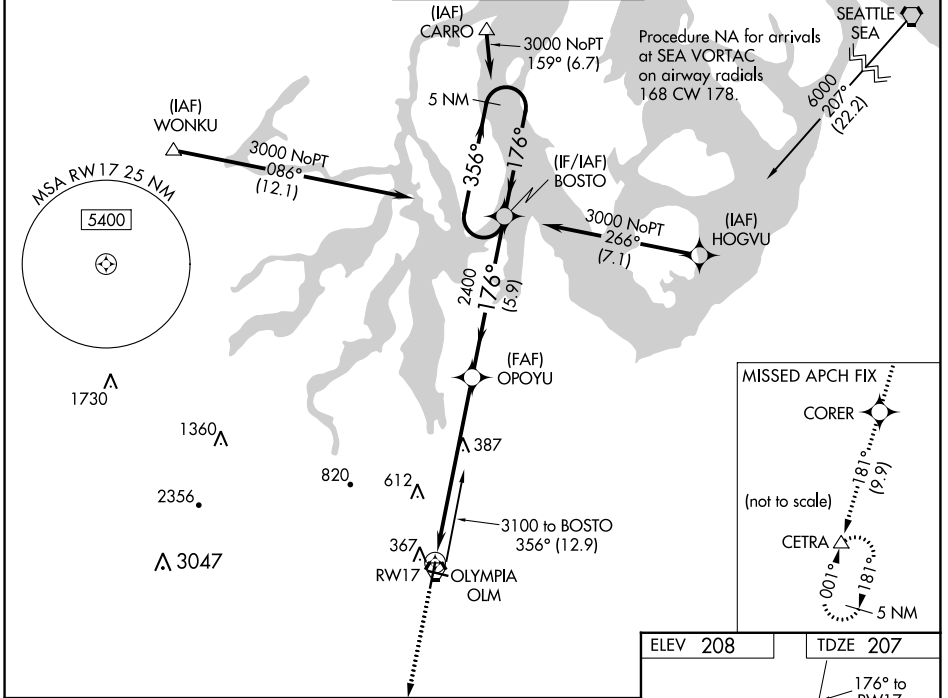 (IAF)
CARRO
3000 NoPT
159° (6.7)
5 NM
Procedure NA for arrivals
at SEA VORTAC
on airway radials
168 CW 178.
SEATTLE
SEA
6000
207°
(22.2)
(IAF)
WONKU
3000 NoPT
086°
(12.1)
356°
176°
(IF/IAF)
BOSTO
3000 NoPT
266°
(7.1)
(IAF)
HOGVU
MSA RW17 25 NM
5400
2400
176°
(5.9)
(FAF)
OPOYU
1730
1360
2356
820
612
387
3047
367
3100 to BOSTO
356° (12.9)
RW17
OLYMPIA
OLM
MISSED APCH FIX
CORER
181°
(9.9)
(not to scale)
CETRA
001°
181°
5 NM
ELEV 208
TDZE 207
176° to
RW17